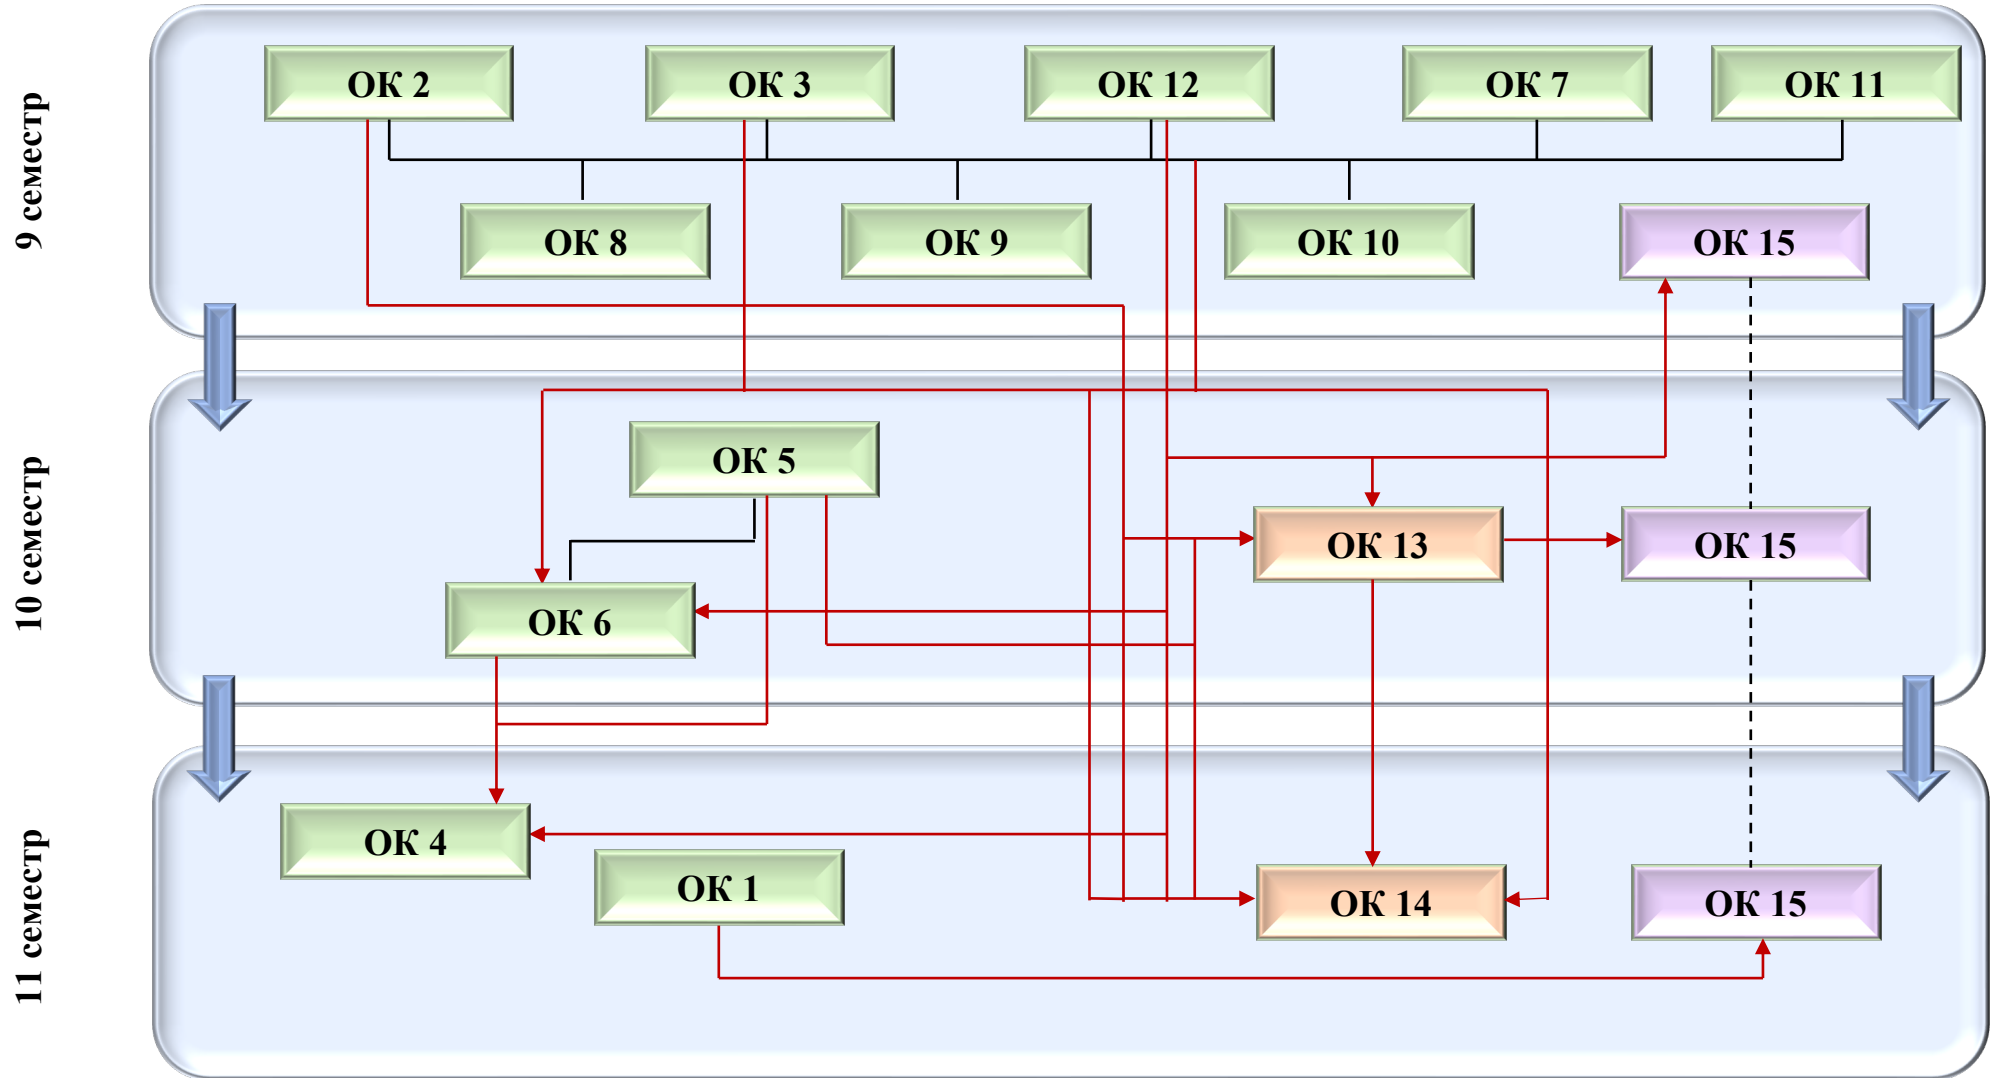 9 семестр
ОК 2
ОК 3
ОК 12
ОК 7
ОК 11
ОК 8
ОК 9
ОК 10
ОК 15
10 семестр
ОК 5
ОК 13
ОК 15
ОК 6
11 семестр
ОК 4
ОК 1
ОК 14
ОК 15